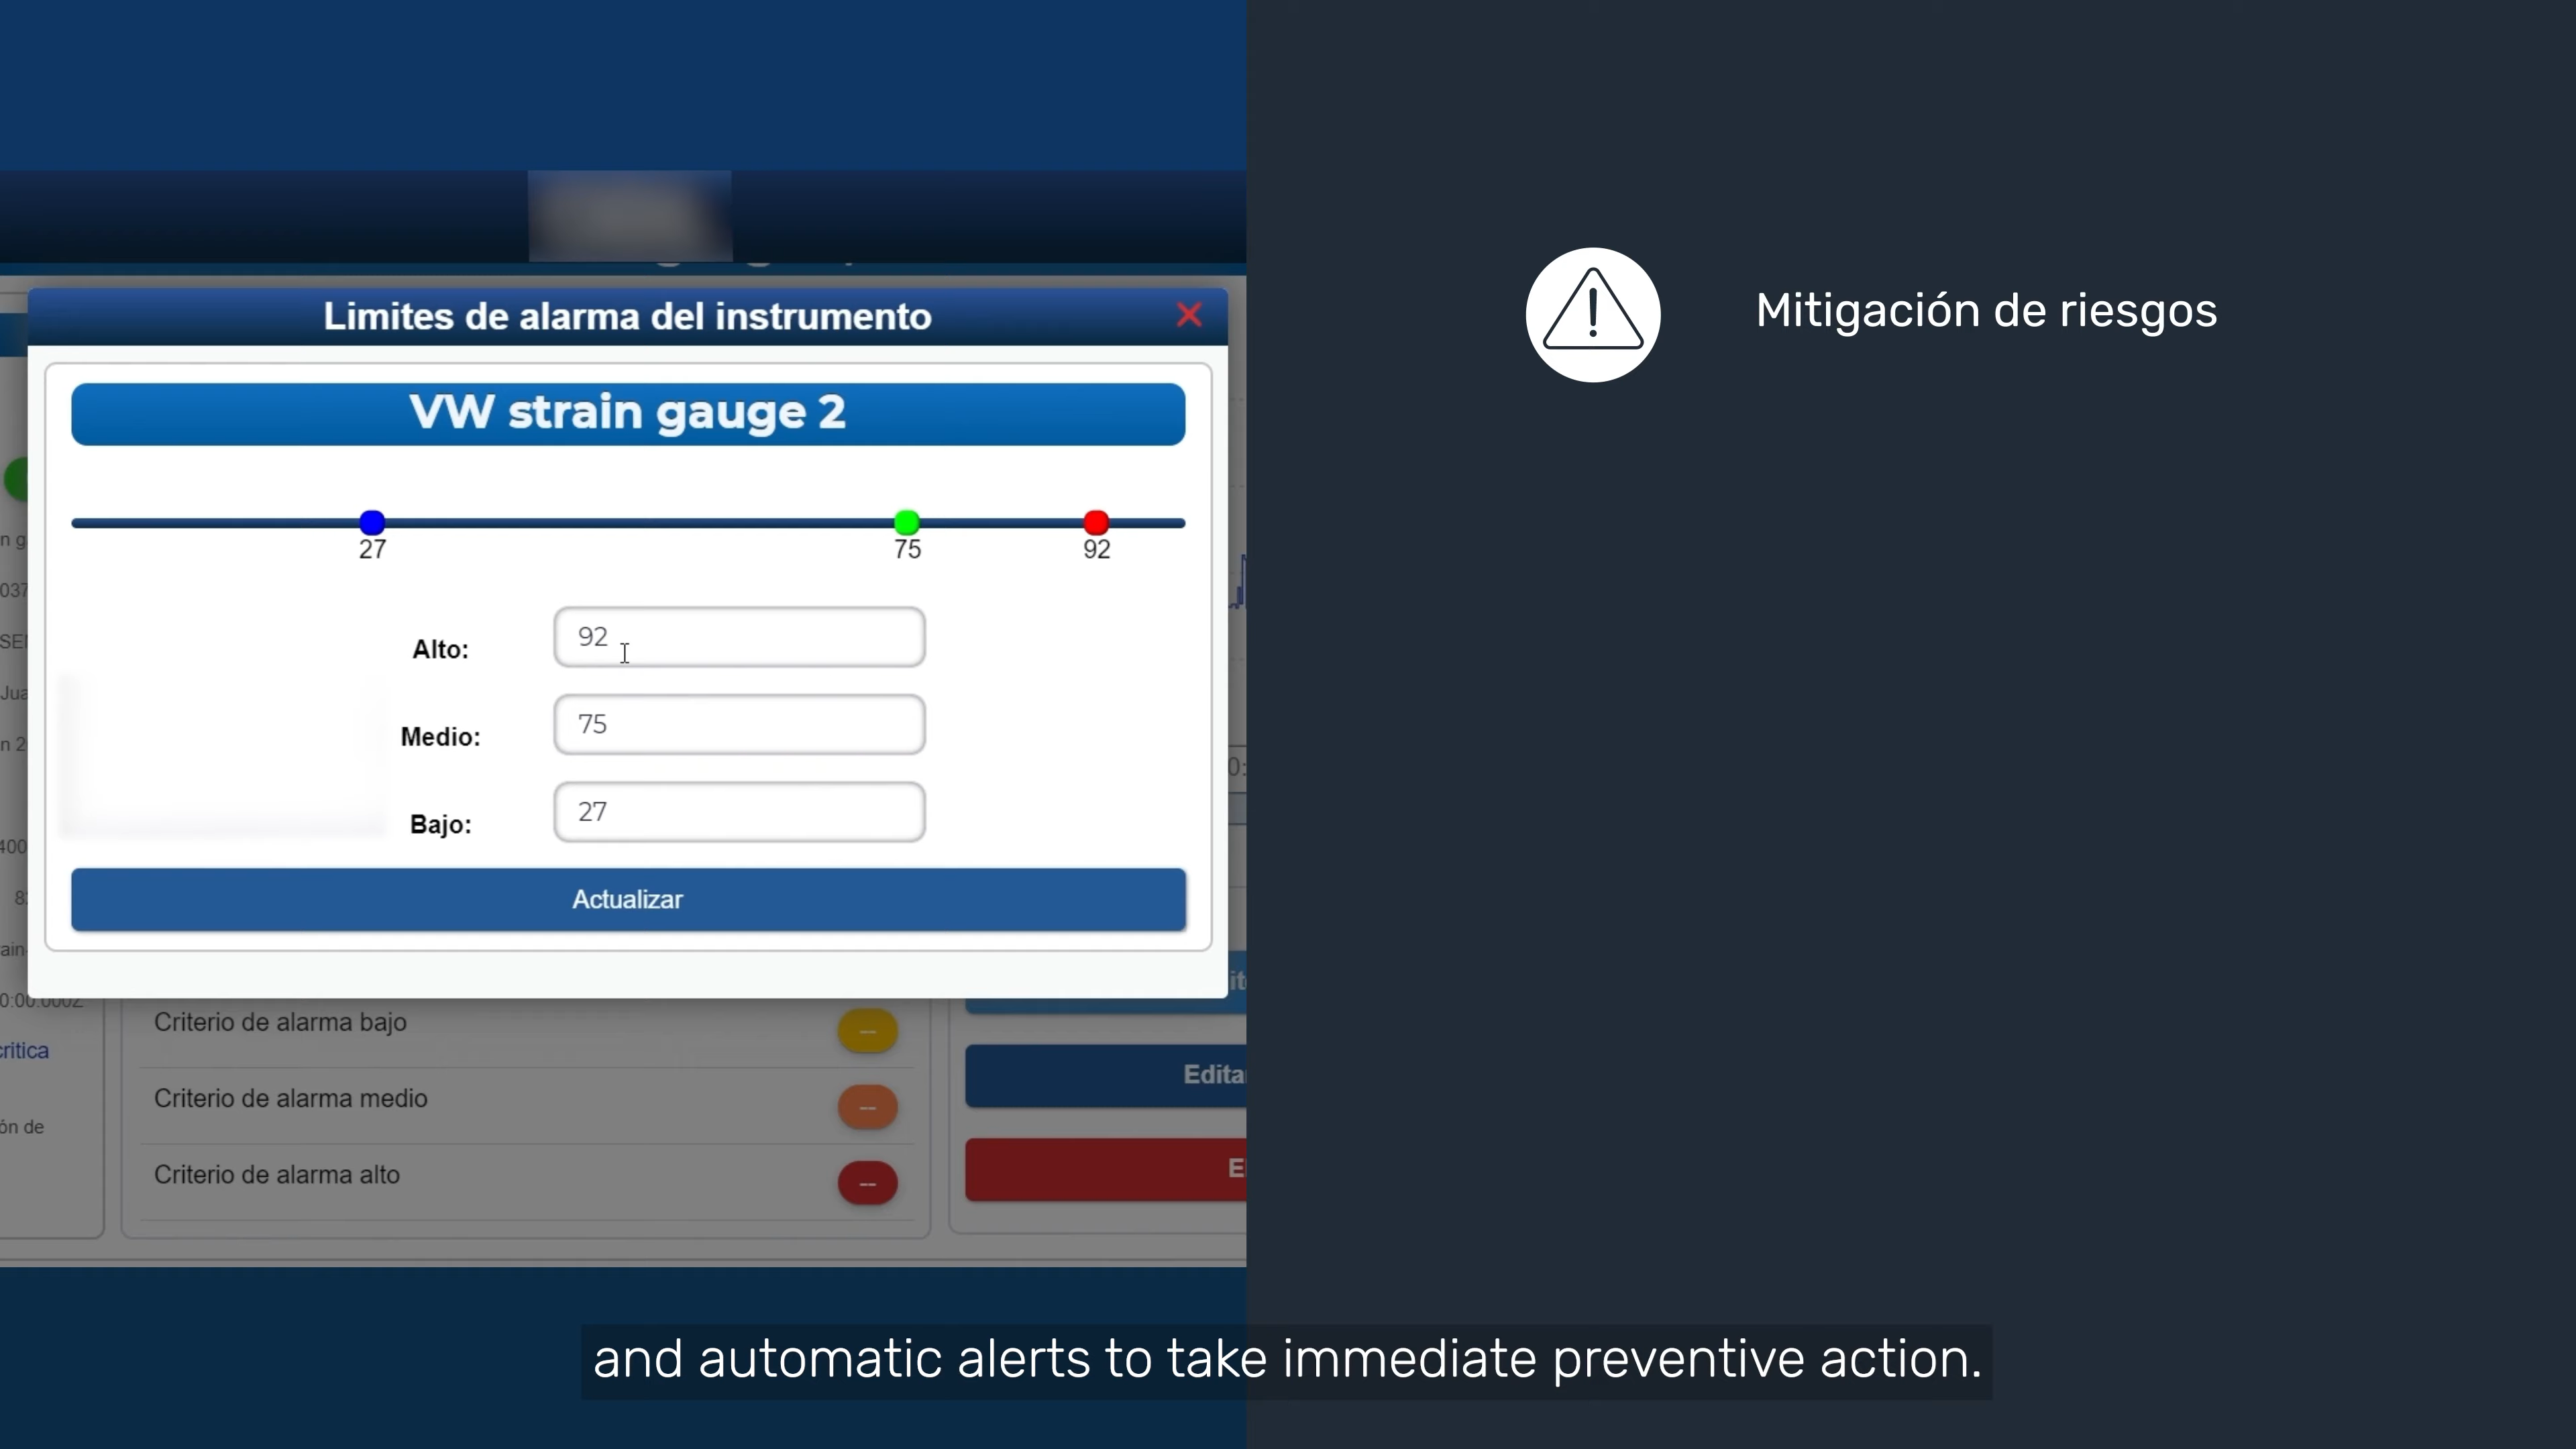 Limites de alarma del instrumento
VW strain gauge 2
27
75
92
Alto:
92
Medio:
75
Bajo:
27
Actualizar
Criterio de alarma bajo
--
Criterio de alarma medio
--
Criterio de alarma alto
--
Edita
Mitigación de riesgos
and automatic alerts to take immediate preventive action.